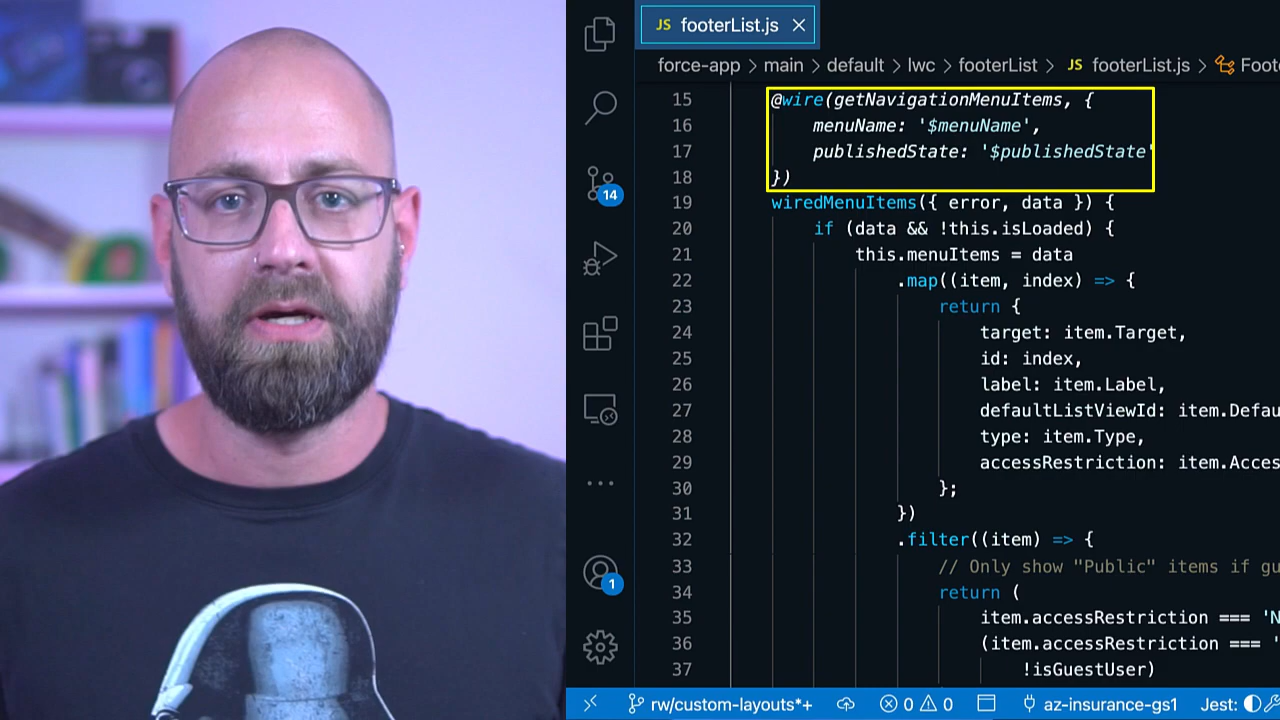 JS footerList.js ×
force-app > main > default > lwc > footerList > JS footerList.js > Foot
15 @wire(getNavigationMenuItems, {
16 menuName: '$menuName',
17 publishedState: '$publishedState'
18 })
19 wiredMenuItems({ error, data }) {
20 if (data && !this.isLoaded) {
21 this.menuItems = data
22 .map((item, index) => {
23 return {
24 target: item.Target,
25 id: index,
26 label: item.Label,
27 defaultListViewId: item.Defau
28 type: item.Type,
29 accessRestriction: item.Acces
30 };
31 })
32 .filter((item) => {
33 // Only show "Public" items if gu
34 return (
35 item.accessRestriction === 'N
36 (item.accessRestriction === '
37 !isGuestUser)
14
1
rw/custom-layouts*+ 0 0 az-insurance-gs1 Jest: